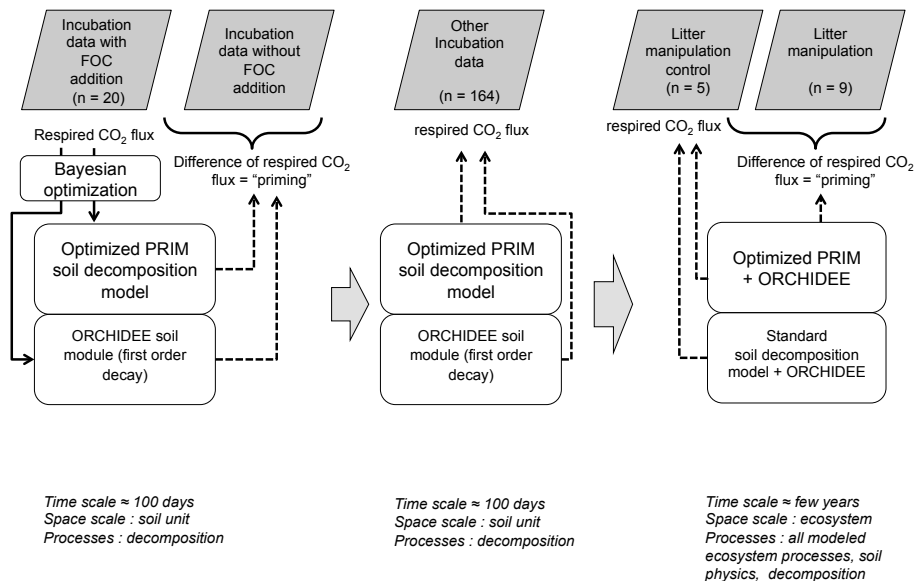 Incubation
data with
FOC
addition
(n = 20)
Incubation
data without
FOC
addition
Respired CO2 flux
Bayesian
optimization
Difference of respired CO2
flux = “priming”
Optimized PRIM
soil decomposition
model
ORCHIDEE soil
module (first order
decay)
Time scale ≈ 100 days
Space scale : soil unit
Processes : decomposition
Other
Incubation
data
(n = 164)
respired CO2 flux
Optimized PRIM
soil decomposition
model
ORCHIDEE soil
module (first order
decay)
Time scale ≈ 100 days
Space scale : soil unit
Processes : decomposition
Litter
manipulation
control
(n = 5)
Litter
manipulation
(n = 9)
respired CO2 flux
Difference of respired CO2
flux = “priming”
Optimized PRIM
+ ORCHIDEE
Standard
soil decomposition
model + ORCHIDEE
Time scale ≈ few years
Space scale : ecosystem
Processes : all modeled
ecosystem processes, soil
physics, decomposition